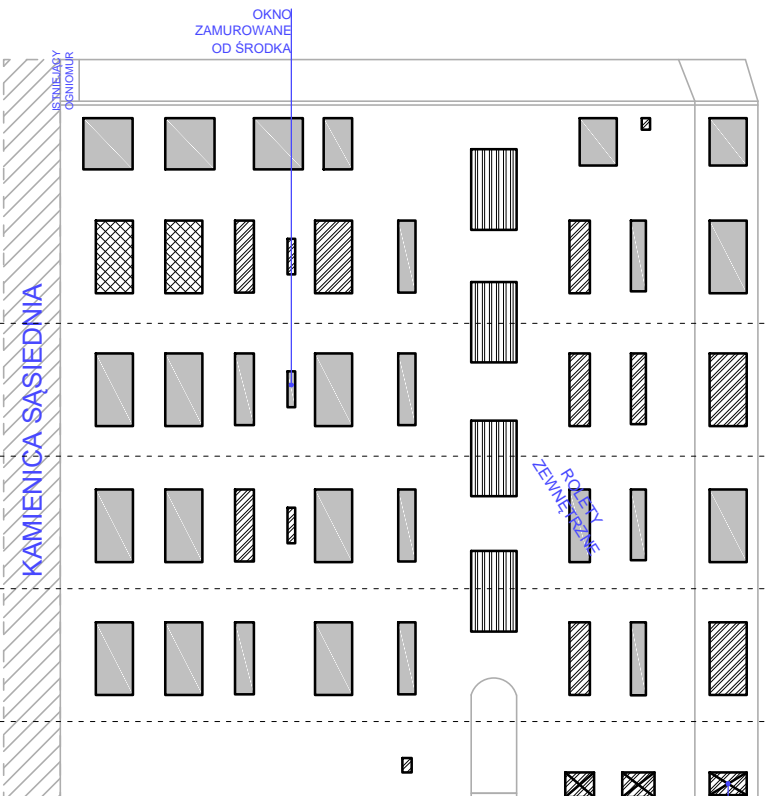 OKNO
ZAMUROWANE
OD ŚRODKA
ISTNIEJĄCY
OGNIOMUR
KAMIENICA SĄSIEDNIA
ROLETY
ZEWNĘTRZNE